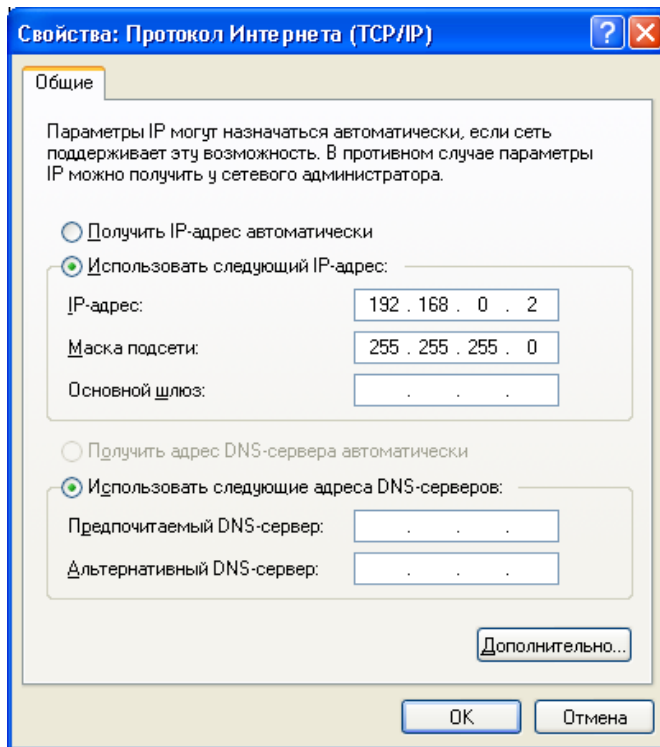 Свойства: Протокол Интернета (TCP/IP)
Общие
Параметры IP могут назначаться автоматически, если сеть
поддерживает эту возможность. В противном случае параметры
IP можно получить у сетевого администратора.
Получить IP-адрес автоматически
Использовать следующий IP-адрес:
IP-адрес: 192 . 168 . 0 . 2
Маска подсети: 255 . 255 . 255 . 0
Основной шлюз: . . .
Получить адрес DNS-сервера автоматически
Использовать следующие адреса DNS-серверов:
Предпочитаемый DNS-сервер: . . .
Альтернативный DNS-сервер: . . .
Дополнительно...
OK Отмена